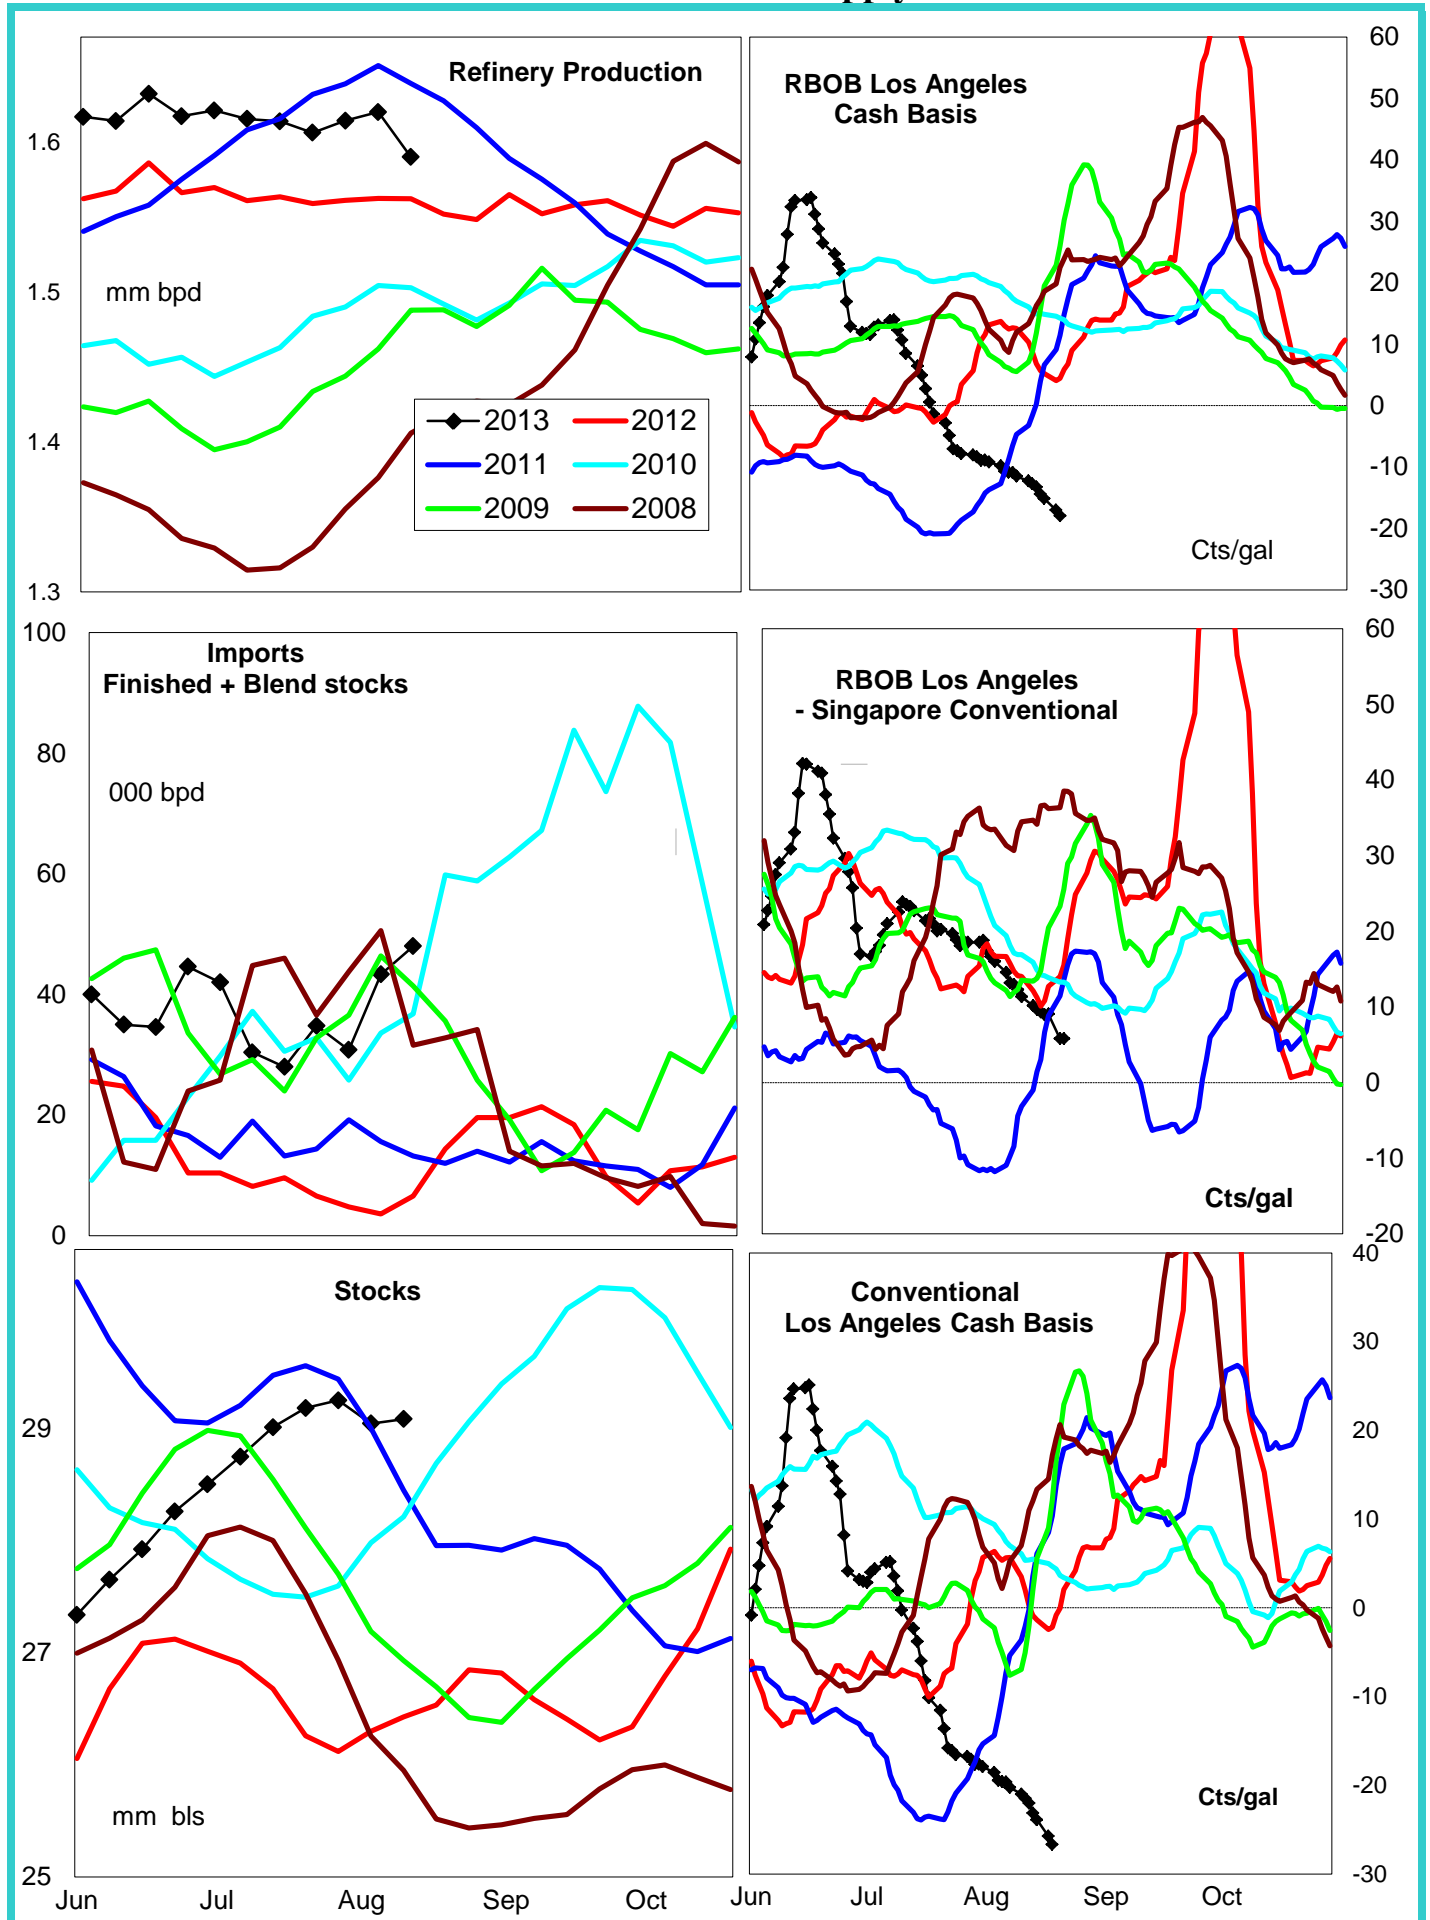 Refinery Production
1.6
1.5
mm bpd
1.4
1.3
2013
2012
2011
2010
2009
2008
RBOB Los Angeles
Cash Basis
60
50
40
30
20
10
0
-10
-20
-30
Cts/gal
100
80
60
40
20
0
Imports
Finished + Blend stocks
000 bpd
RBOB Los Angeles
- Singapore Conventional
60
50
40
30
20
10
0
-10
-20
Cts/gal
Stocks
29
27
25
mm bls
Jun Jul Aug Sep Oct
Conventional
Los Angeles Cash Basis
40
30
20
10
0
-10
-20
-30
Cts/gal
Jun Jul Aug Sep Oct